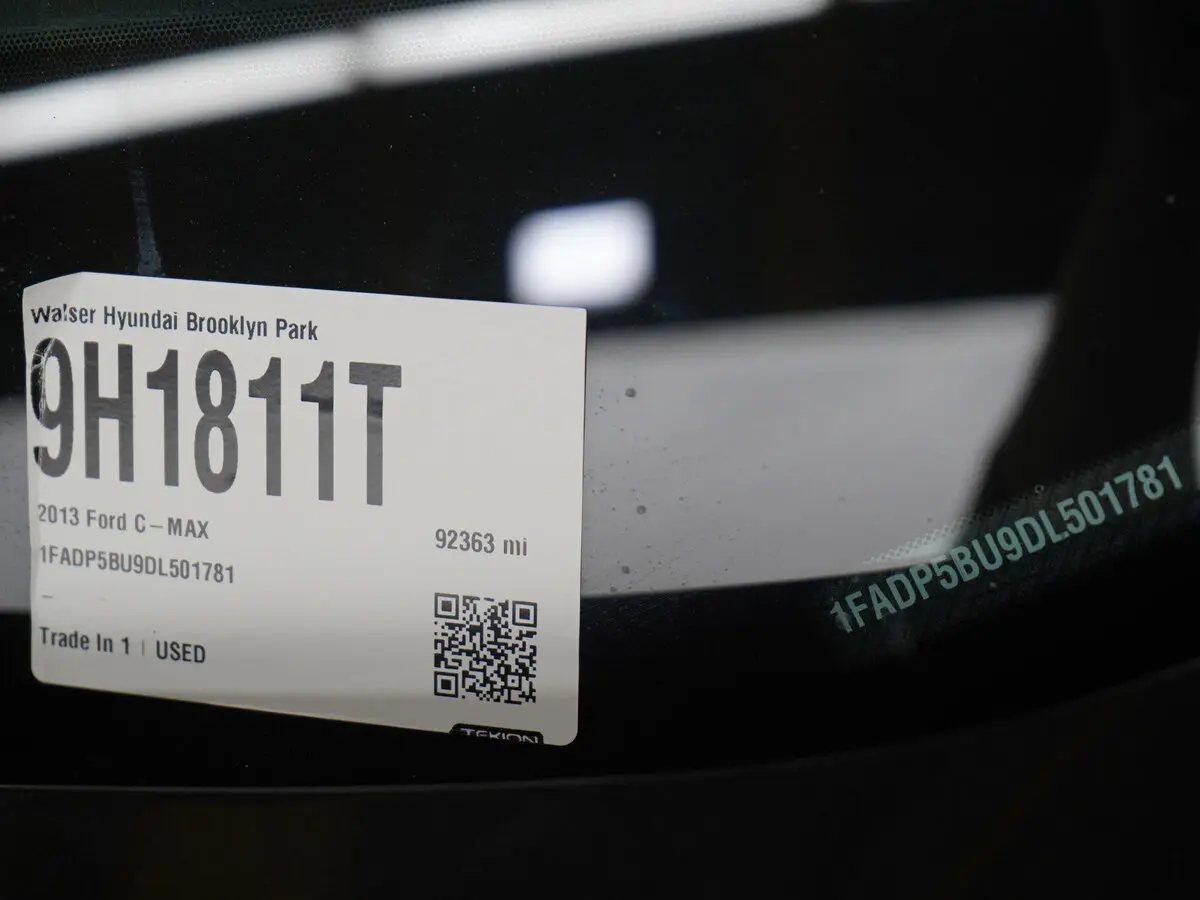 Walser Hyundai Brooklyn Park
9H1811T
2013 Ford C-MAX
92363 mi
1FADP5BU9DL501781
-
Trade In 1 | USED
TEKION
1FADP5BU9DL501781